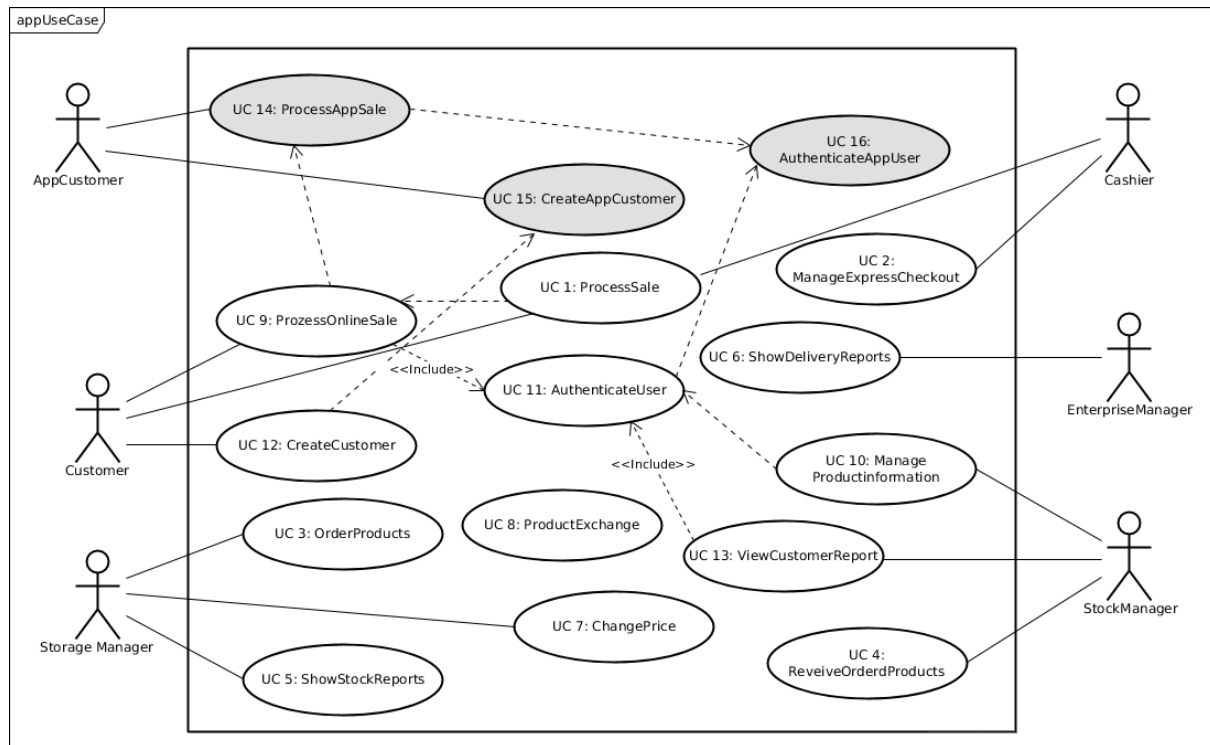 appUseCase
UC 14: ProcessAppSale
AppCustomer
UC 16:
AuthenticateAppUser
Cashier
UC 15: CreateAppCustomer
UC 2:
ManageExpressCheckout
UC 1: ProcessSale
UC 9: ProzessOnlineSale
UC 6: ShowDeliveryReports
<<Include>>
UC 11: AuthenticateUser
EnterpriseManager
Customer
UC 12: CreateCustomer
<<Include>>
UC 10: Manage
Productinformation
UC 3: OrderProducts
UC 8: ProductExchange
UC 13: ViewCustomerReport
StockManager
Storage Manager
UC 7: ChangePrice
UC 4:
ReveiveOrderdProducts
UC 5: ShowStockReports